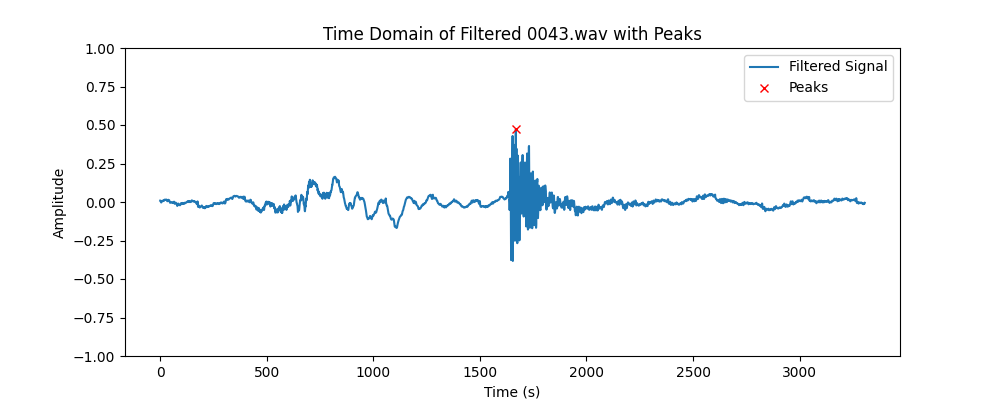 Time Domain of Filtered 0043.wav with Peaks
Filtered Signal
Peaks
Amplitude
1.00
0.75
0.50
0.25
0.00
−0.25
−0.50
−0.75
−1.00
0 500 1000 1500 2000 2500 3000
Time (s)